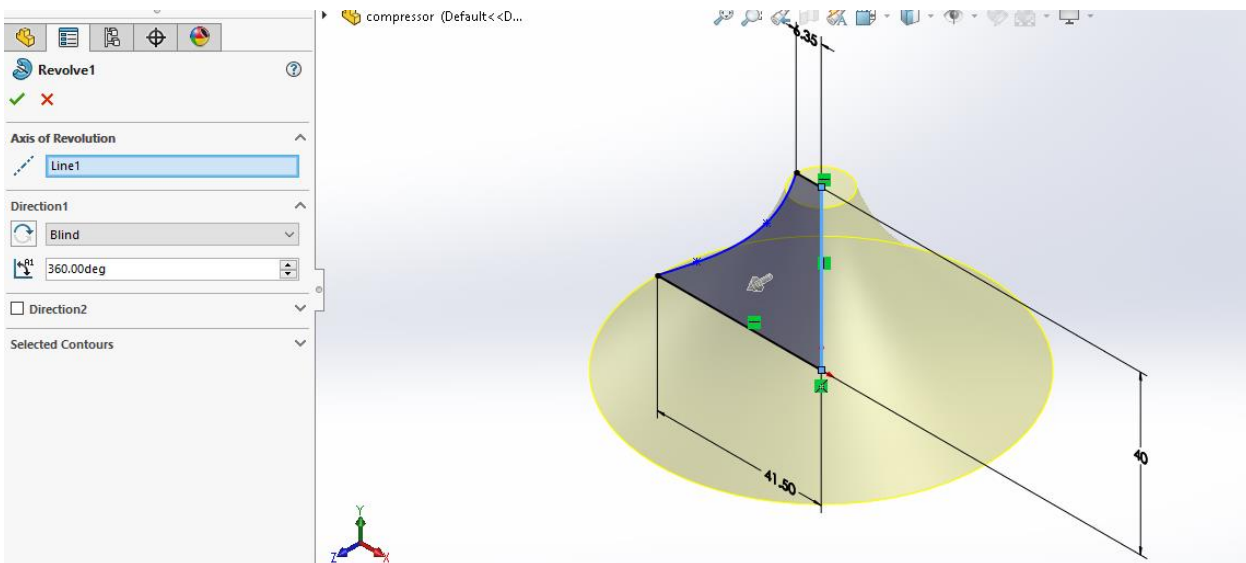 compressor (Default<<D...
Revolve1
Axis of Revolution
Line1
Direction1
Blind
360.00deg
Direction2
Selected Contours
6.35
41.50
40
Y
Z
X